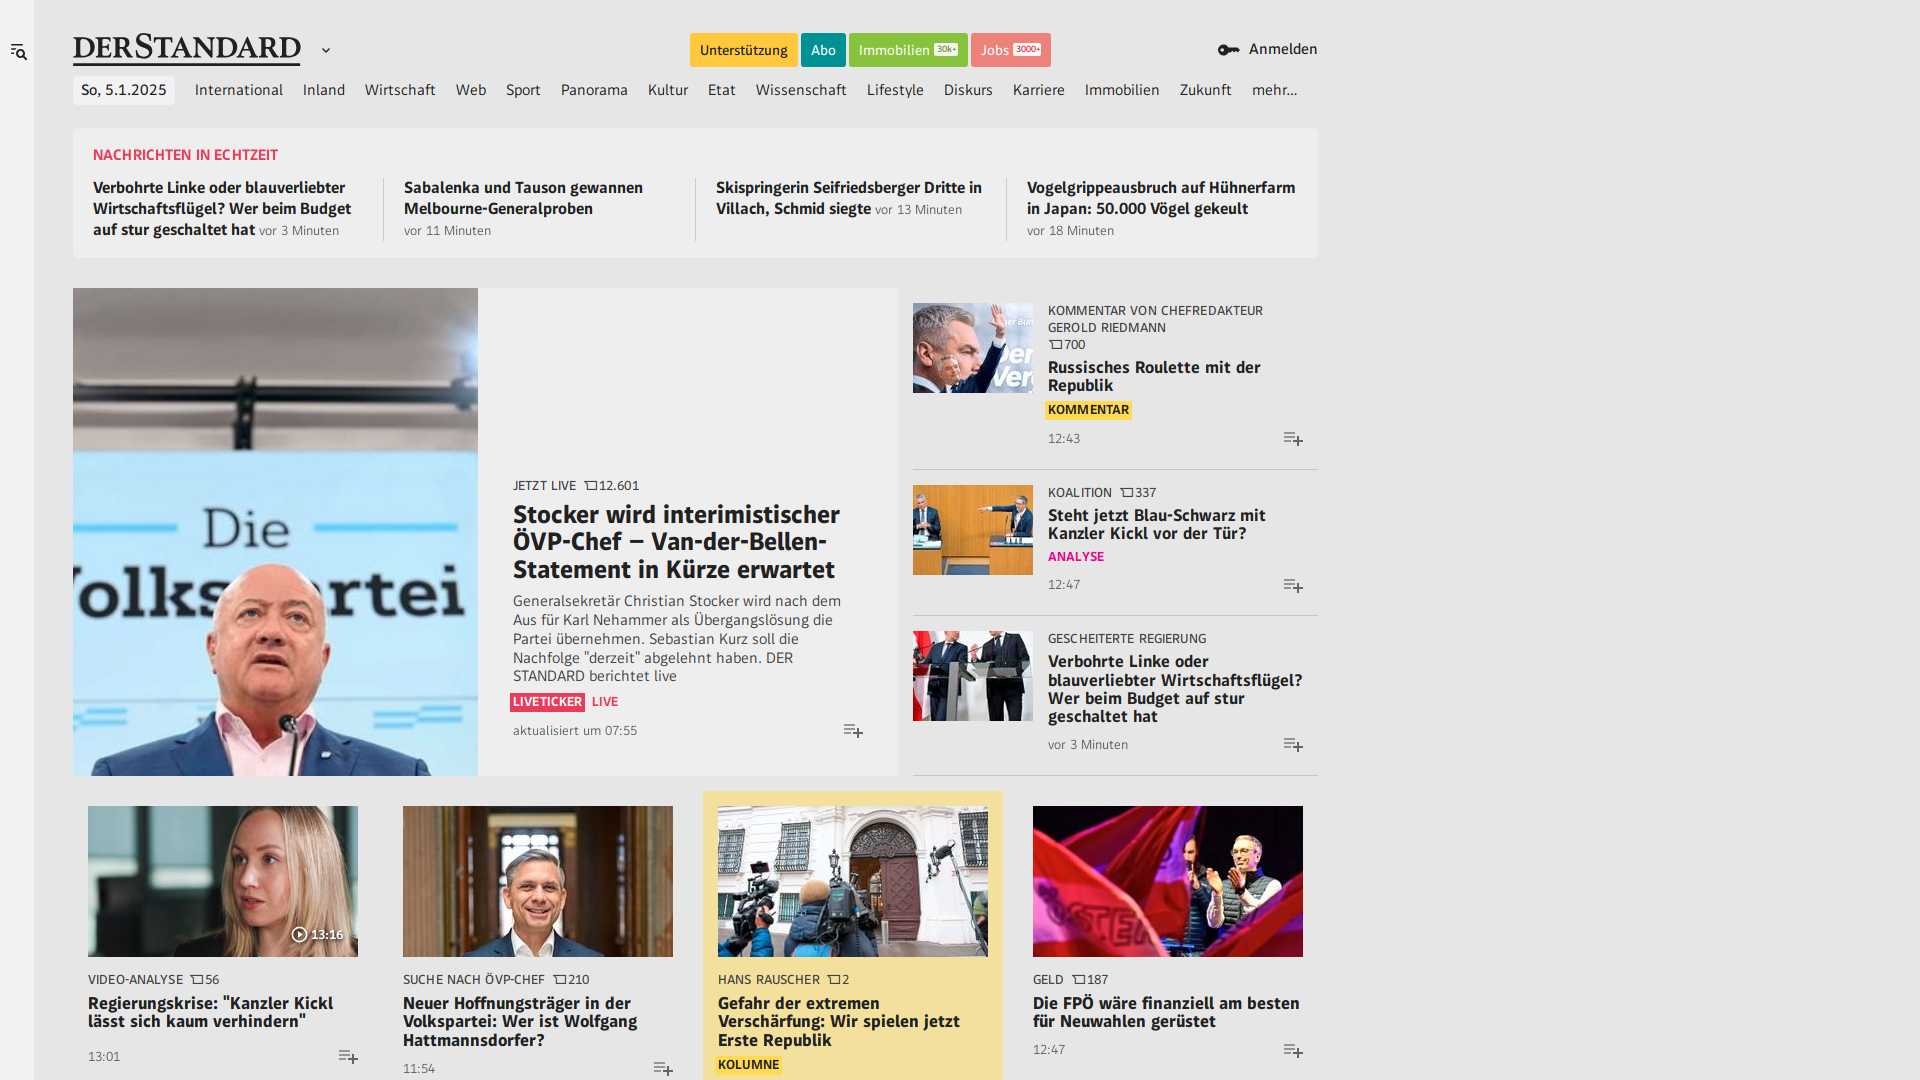 DERSTANDARD
Unterstützung
Abo
Immobilien 30k+
Jobs 3000+
Anmelden
So, 5.1.2025
International
Inland
Wirtschaft
Web
Sport
Panorama
Kultur
Etat
Wissenschaft
Lifestyle
Diskurs
Karriere
Immobilien
Zukunft
mehr...
NACHRICHTEN IN ECHTZEIT
Verbohrte Linke oder blauverliebter
Wirtschaftsflügel? Wer beim Budget
auf stur geschaltet hat vor 3 Minuten
Sabalenka und Tauson gewannen
Melbourne-Generalproben
vor 11 Minuten
Skispringerin Seifriedsberger Dritte in
Villach, Schmid siegte vor 13 Minuten
Vogelgrippeausbruch auf Hühnerfarm
in Japan: 50.000 Vögel gekeult
vor 18 Minuten
Die
Volkspartei
JETZT LIVE 12.601
Stocker wird interimistischer
ÖVP-Chef – Van-der-Bellen-
Statement in Kürze erwartet
Generalsekretär Christian Stocker wird nach dem
Aus für Karl Nehammer als Übergangslösung die
Partei übernehmen. Sebastian Kurz soll die
Nachfolge "derzeit" abgelehnt haben. DER
STANDARD berichtet live
LIVETICKER LIVE
aktualisiert um 07:55
KOMMENTAR VON CHEFREDAKTEUR
GEROLD RIEDMANN
700
Russisches Roulette mit der
Republik
KOMMENTAR
12:43
KOALITION 337
Steht jetzt Blau-Schwarz mit
Kanzler Kickl vor der Tür?
ANALYSE
12:47
GESCHEITERTE REGIERUNG
Verbohrte Linke oder
blauverliebter Wirtschaftsflügel?
Wer beim Budget auf stur
geschaltet hat
vor 3 Minuten
13:16
VIDEO-ANALYSE 56
Regierungskrise: "Kanzler Kickl
lässt sich kaum verhindern"
13:01
SUCHE NACH ÖVP-CHEF 210
Neuer Hoffnungsträger in der
Volkspartei: Wer ist Wolfgang
Hattmannsdorfer?
11:54
HANS RAUSCHER 2
Gefahr der extremen
Verschärfung: Wir spielen jetzt
Erste Republik
KOLUMNE
GELD 187
Die FPÖ wäre finanziell am besten
für Neuwahlen gerüstet
12:47